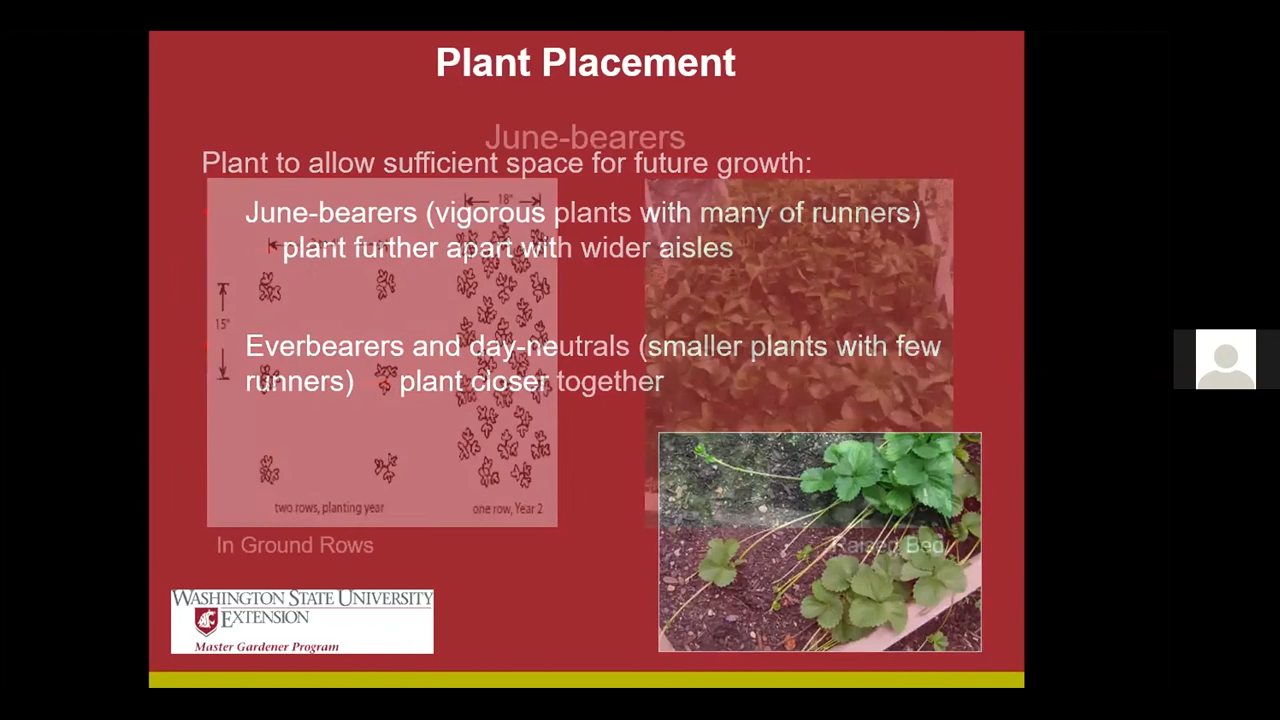 Plant Placement
June-bearers
Plant to allow sufficient space for future growth:
June-bearers (vigorous plants with many of runners)
plant further apart with wider aisles
18"
15"
Everbearers and day-neutrals (smaller plants with few
runners) plant closer together
two rows, planting year
one row, Year 2
In Ground Rows
Raised Bed
WASHINGTON STATE UNIVERSITY
EXTENSION
Master Gardener Program